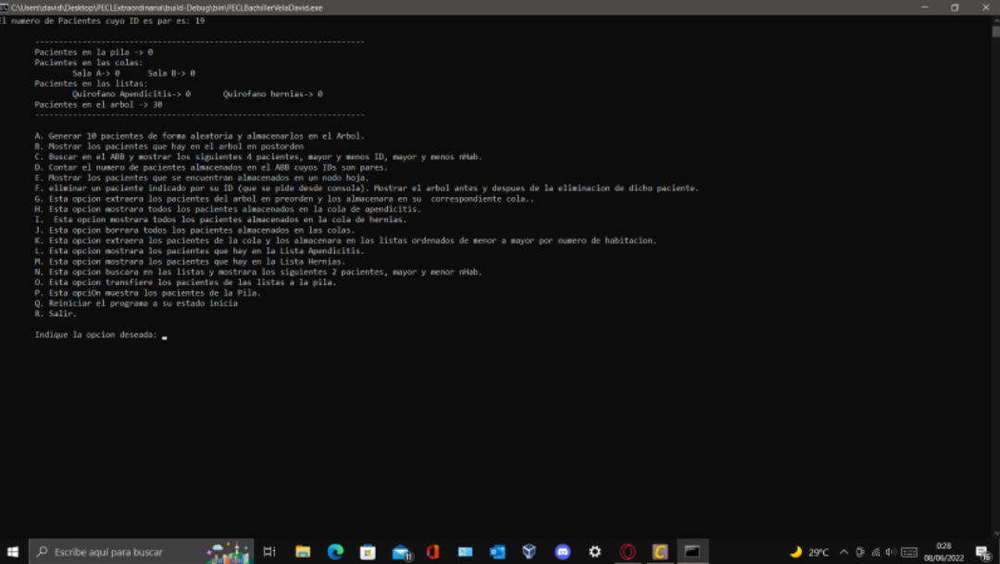 C:\Users\david\Desktop\PECLExtraordinaria\build-Debug\bin\PECLBachillerVelaDavid.exe
El numero de Pacientes cuyo ID es par es: 19
----------------------------------------------------------------------
Pacientes en la pila -> 0
Pacientes en las colas:
Sala A-> 0 Sala B-> 0
Pacientes en las listas:
Quirofano Apendicitis-> 0 Quirofano hernias-> 0
Pacientes en el arbol -> 30
----------------------------------------------------------------------
A. Generar 10 pacientes de forma aleatoria y almacenarlos en el Arbol.
B. Mostrar los pacientes que hay en el arbol en postorden
C. Buscar en el ABB y mostrar los siguientes 4 pacientes, mayor y menos ID, mayor y menos nHab.
D. Contar el numero de pacientes almacenados en el ABB cuyos IDs son pares.
E. Mostrar los pacientes que se encuentran almacenados en un nodo hoja.
F. eliminar un paciente indicado por su ID (que se pide desde consola). Mostrar el arbol antes y despues de la eliminacion de dicho paciente.
G. Esta opcion extraera los pacientes del arbol en preorden y los almacenara en su correspondiente cola..
H. Esta opcion mostrara todos los pacientes almacenados en la cola de apendicitis.
I. Esta opcion mostrara todos los pacientes almacenados en la cola de hernias.
J. Esta opcion borrara todos los pacientes almacenados en las colas.
K. Esta opcion extraera los pacientes de la cola y los almacenara en las listas ordenados de menor a mayor por numero de habitacion.
L. Esta opcion mostrara los pacientes que hay en la Lista Apendicitis.
M. Esta opcion mostrara los pacientes que hay en la Lista Hernias.
N. Esta opcion buscara en las listas y mostrara los siguientes 2 pacientes, mayor y menor nHab.
O. Esta opcion transfiere los pacientes de las listas a la pila.
P. Esta opciOn muestra los pacientes de la Pila.
Q. Reiniciar el programa a su estado inicia
R. Salir.
Indique la opcion deseada:
Escribe aquí para buscar
11
29°C
0:28
08/06/2022
16